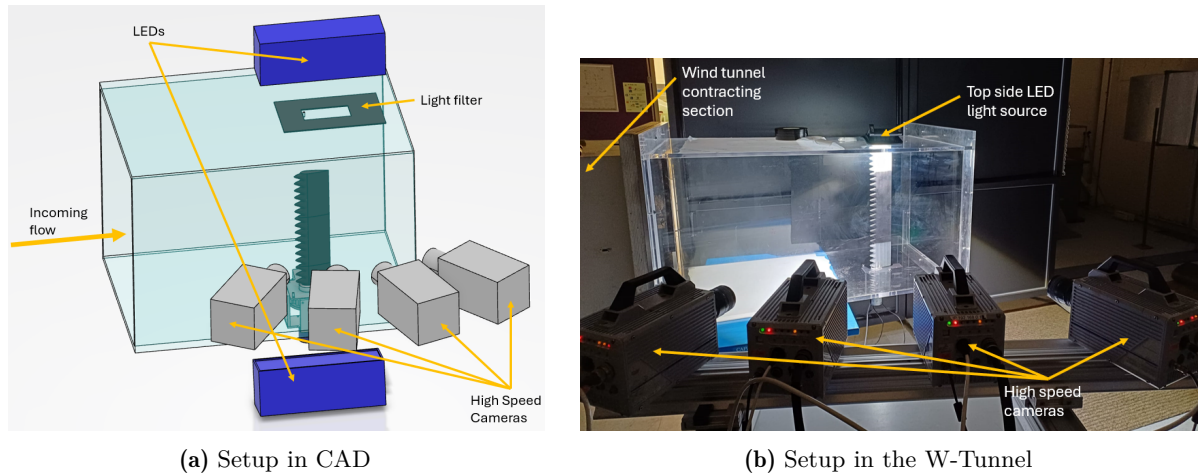 LEDs
Light filter
Incoming
flow
High Speed
Cameras
(a) Setup in CAD
Wind tunnel
contracting
section
Top side LED
light source
High speed
cameras
(b) Setup in the W-Tunnel